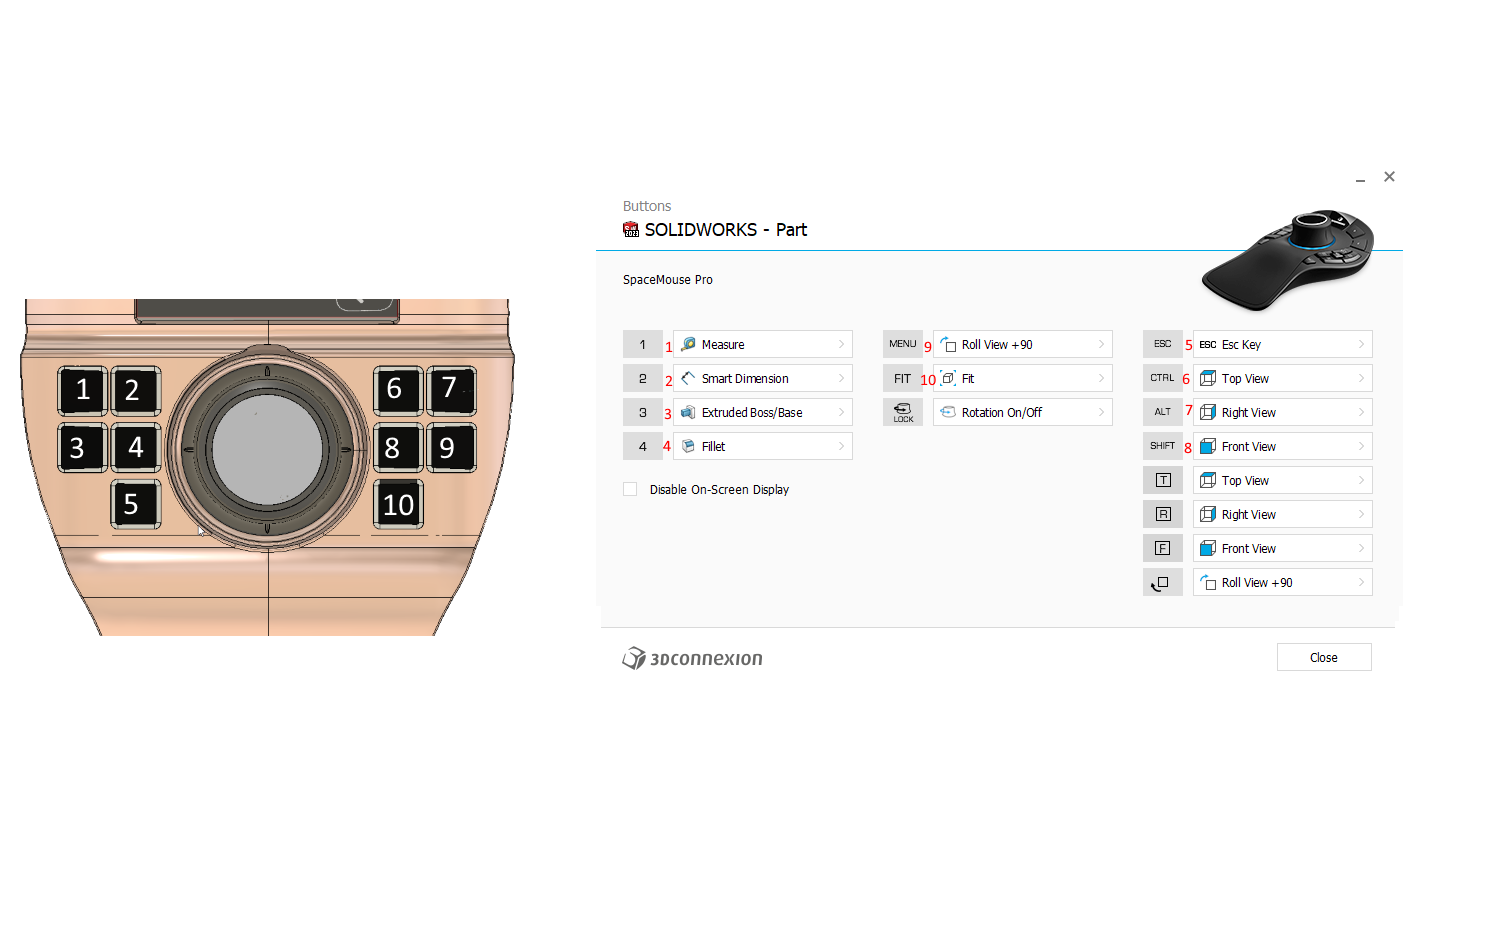 1 2
3 4
5
6 7
8 9
10
Buttons
2023 SOLIDWORKS - Part
SpaceMouse Pro
1 1 Measure
2 2 Smart Dimension
3 3 Extruded Boss/Base
4 4 Fillet
Disable On-Screen Display
MENU 9 Roll View +90
FIT 10 Fit
LOCK Rotation On/Off
ESC 5 ESC Esc Key
CTRL 6 Top View
ALT 7 Right View
SHIFT 8 Front View
T Top View
R Right View
F Front View
Roll View +90
3Dconnexion
Close